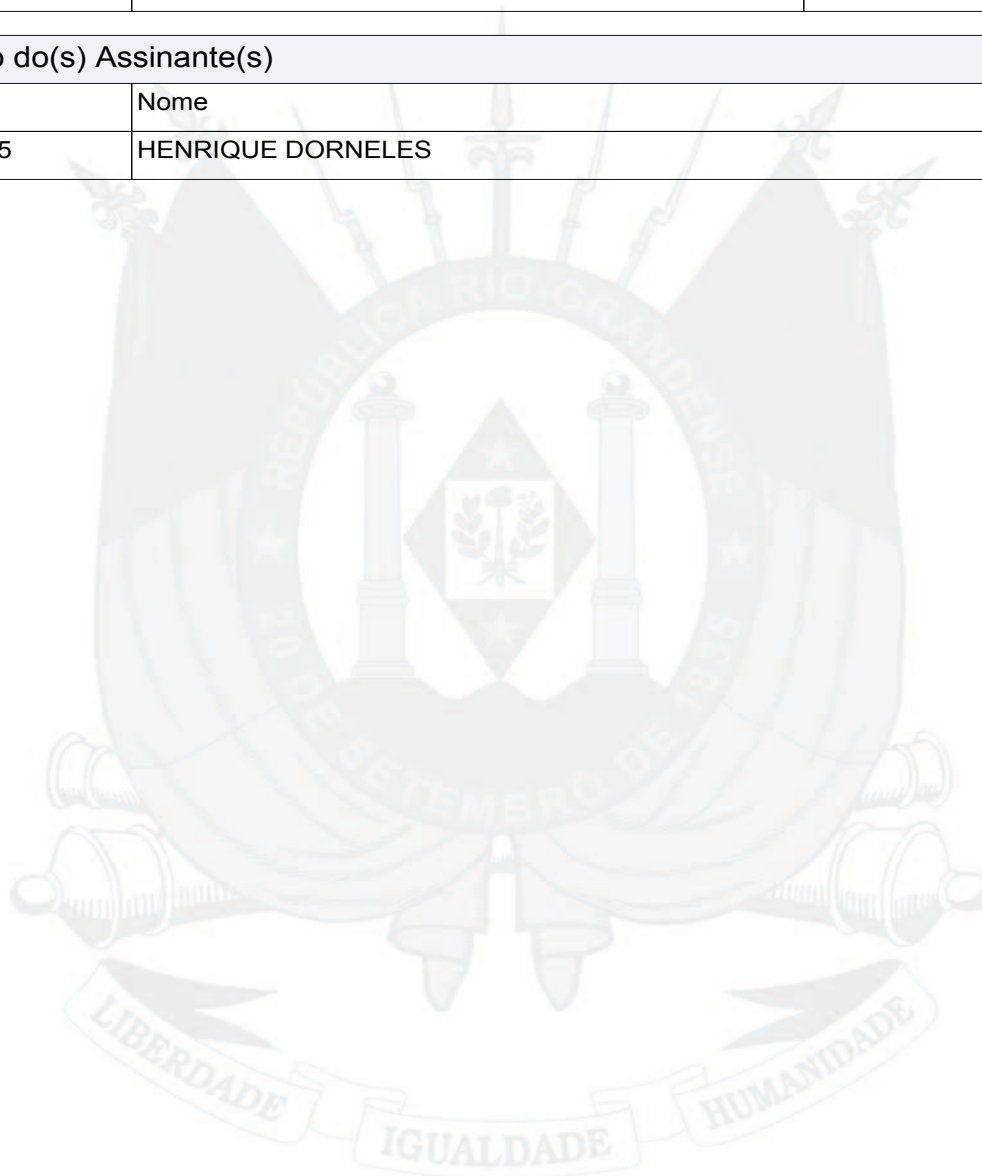 o do(s) Assinante(s)
Nome
5 HENRIQUE DORNELES
REPÚBLICA RIO-GRANDENSE
20 DE SETEMBRO DE 1835
LIBERDADE IGUALDADE HUMANIDADE